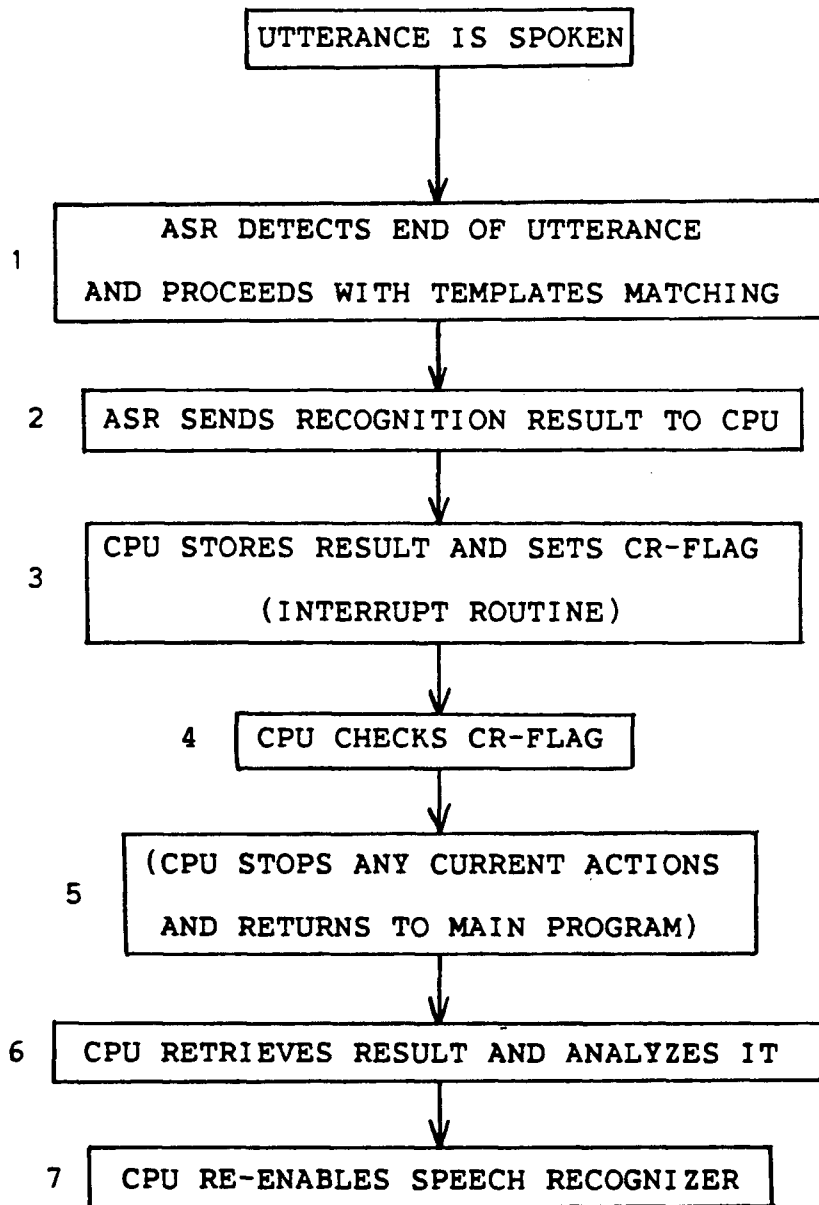 UTTERANCE IS SPOKEN
1
ASR DETECTS END OF UTTERANCE
AND PROCEEDS WITH TEMPLATES MATCHING
2
ASR SENDS RECOGNITION RESULT TO CPU
3
CPU STORES RESULT AND SETS CR-FLAG
(INTERRUPT ROUTINE)
4
CPU CHECKS CR-FLAG
5
(CPU STOPS ANY CURRENT ACTIONS
AND RETURNS TO MAIN PROGRAM)
6
CPU RETRIEVES RESULT AND ANALYZES IT
7
CPU RE-ENABLES SPEECH RECOGNIZER